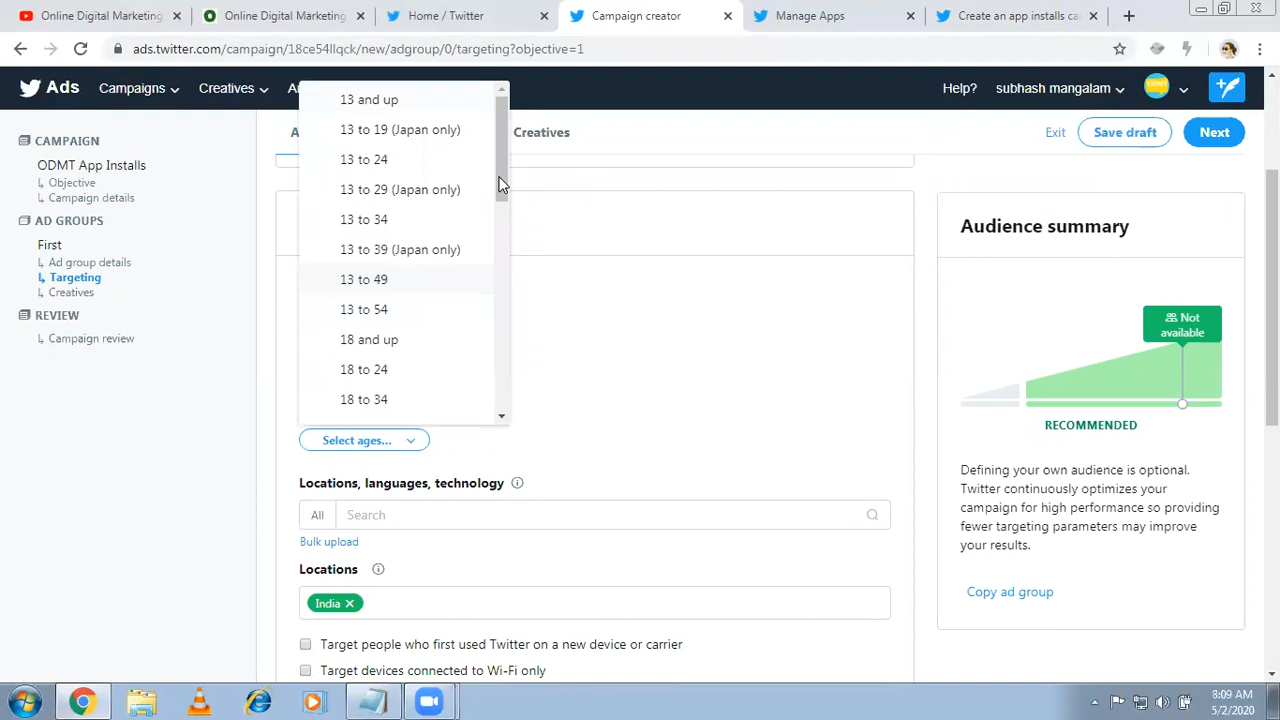 Online Digital Marketing
Online Digital Marketing
Home / Twitter
Campaign creator
Manage Apps
Create an app installs ca
ads.twitter.com/campaign/18ce54llqck/new/adgroup/0/targeting?objective=1
Ads
Campaigns
Creatives
Help?
subhash mangalam
CAMPAIGN
ODMT App Installs
Objective
Campaign details
AD GROUPS
First
Ad group details
Targeting
Creatives
REVIEW
Campaign review
Creatives
Exit
Save draft
Next
13 and up
13 to 19 (Japan only)
13 to 24
13 to 29 (Japan only)
13 to 34
13 to 39 (Japan only)
13 to 49
13 to 54
18 and up
18 to 24
18 to 34
Select ages...
Locations, languages, technology
All
Search
Bulk upload
Locations
India
Target people who first used Twitter on a new device or carrier
Target devices connected to Wi-Fi only
Audience summary
Not
available
RECOMMENDED
Defining your own audience is optional.
Twitter continuously optimizes your
campaign for high performance so providing
fewer targeting parameters may improve
your results.
Copy ad group
8:09 AM
5/2/2020